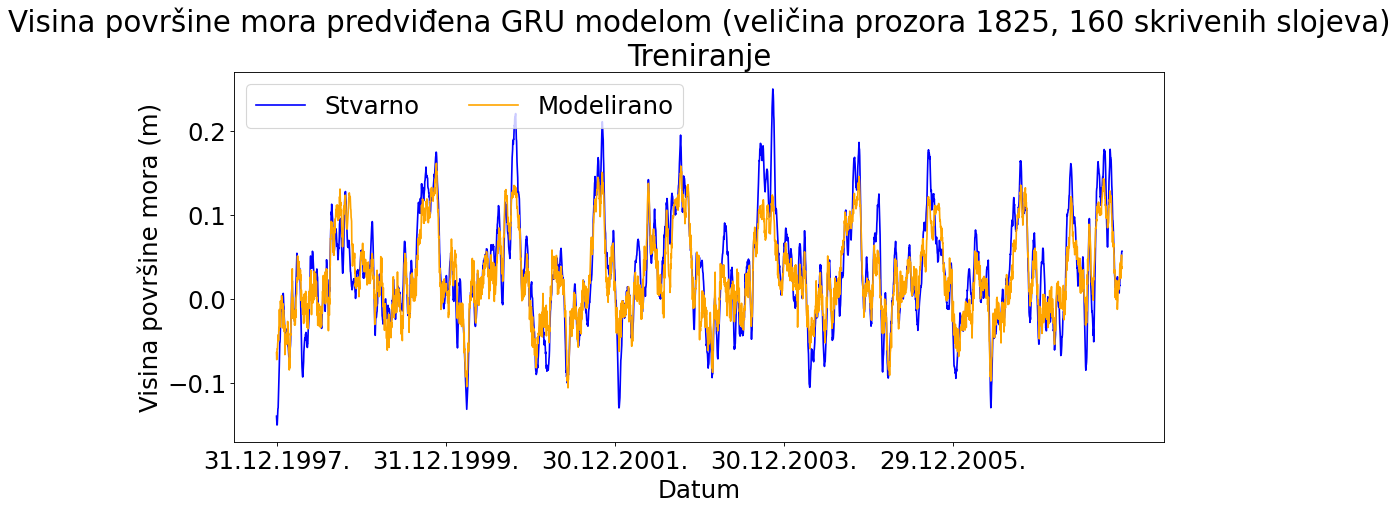 Visina površine mora predviđena GRU modelom (veličina prozora 1825, 160 skrivenih slojeva)
Treniranje
Stvarno
Modelirano
Visina površine mora (m)
0.2
0.1
0.0
−0.1
31.12.1997.
31.12.1999.
30.12.2001.
30.12.2003.
29.12.2005.
Datum